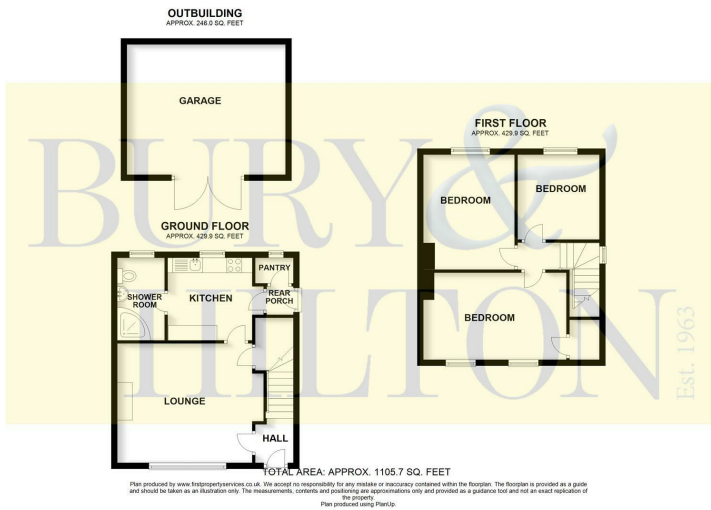 OUTBUILDING
APPROX. 246.0 SQ. FEET
GARAGE
FIRST FLOOR
APPROX. 429.9 SQ. FEET
BEDROOM
BEDROOM
BEDROOM
GROUND FLOOR
APPROX. 429.9 SQ. FEET
PANTRY
SHOWER
ROOM
KITCHEN
REAR
PORCH
LOUNGE
HALL
BURY &
HILTON
Est. 1963
TOTAL AREA: APPROX. 1105.7 SQ. FEET
Plan produced by www.firstpropertyservices.co.uk. We accept no responsibility for any mistake or inaccuracy contained within the floorplan. The floorplan is provided as a guide
and should be taken as an illustration only. The measurements, contents and positioning are approximations only and provided as a guidance tool and not an exact replication of
the property.
Plan produced using PlanUp.